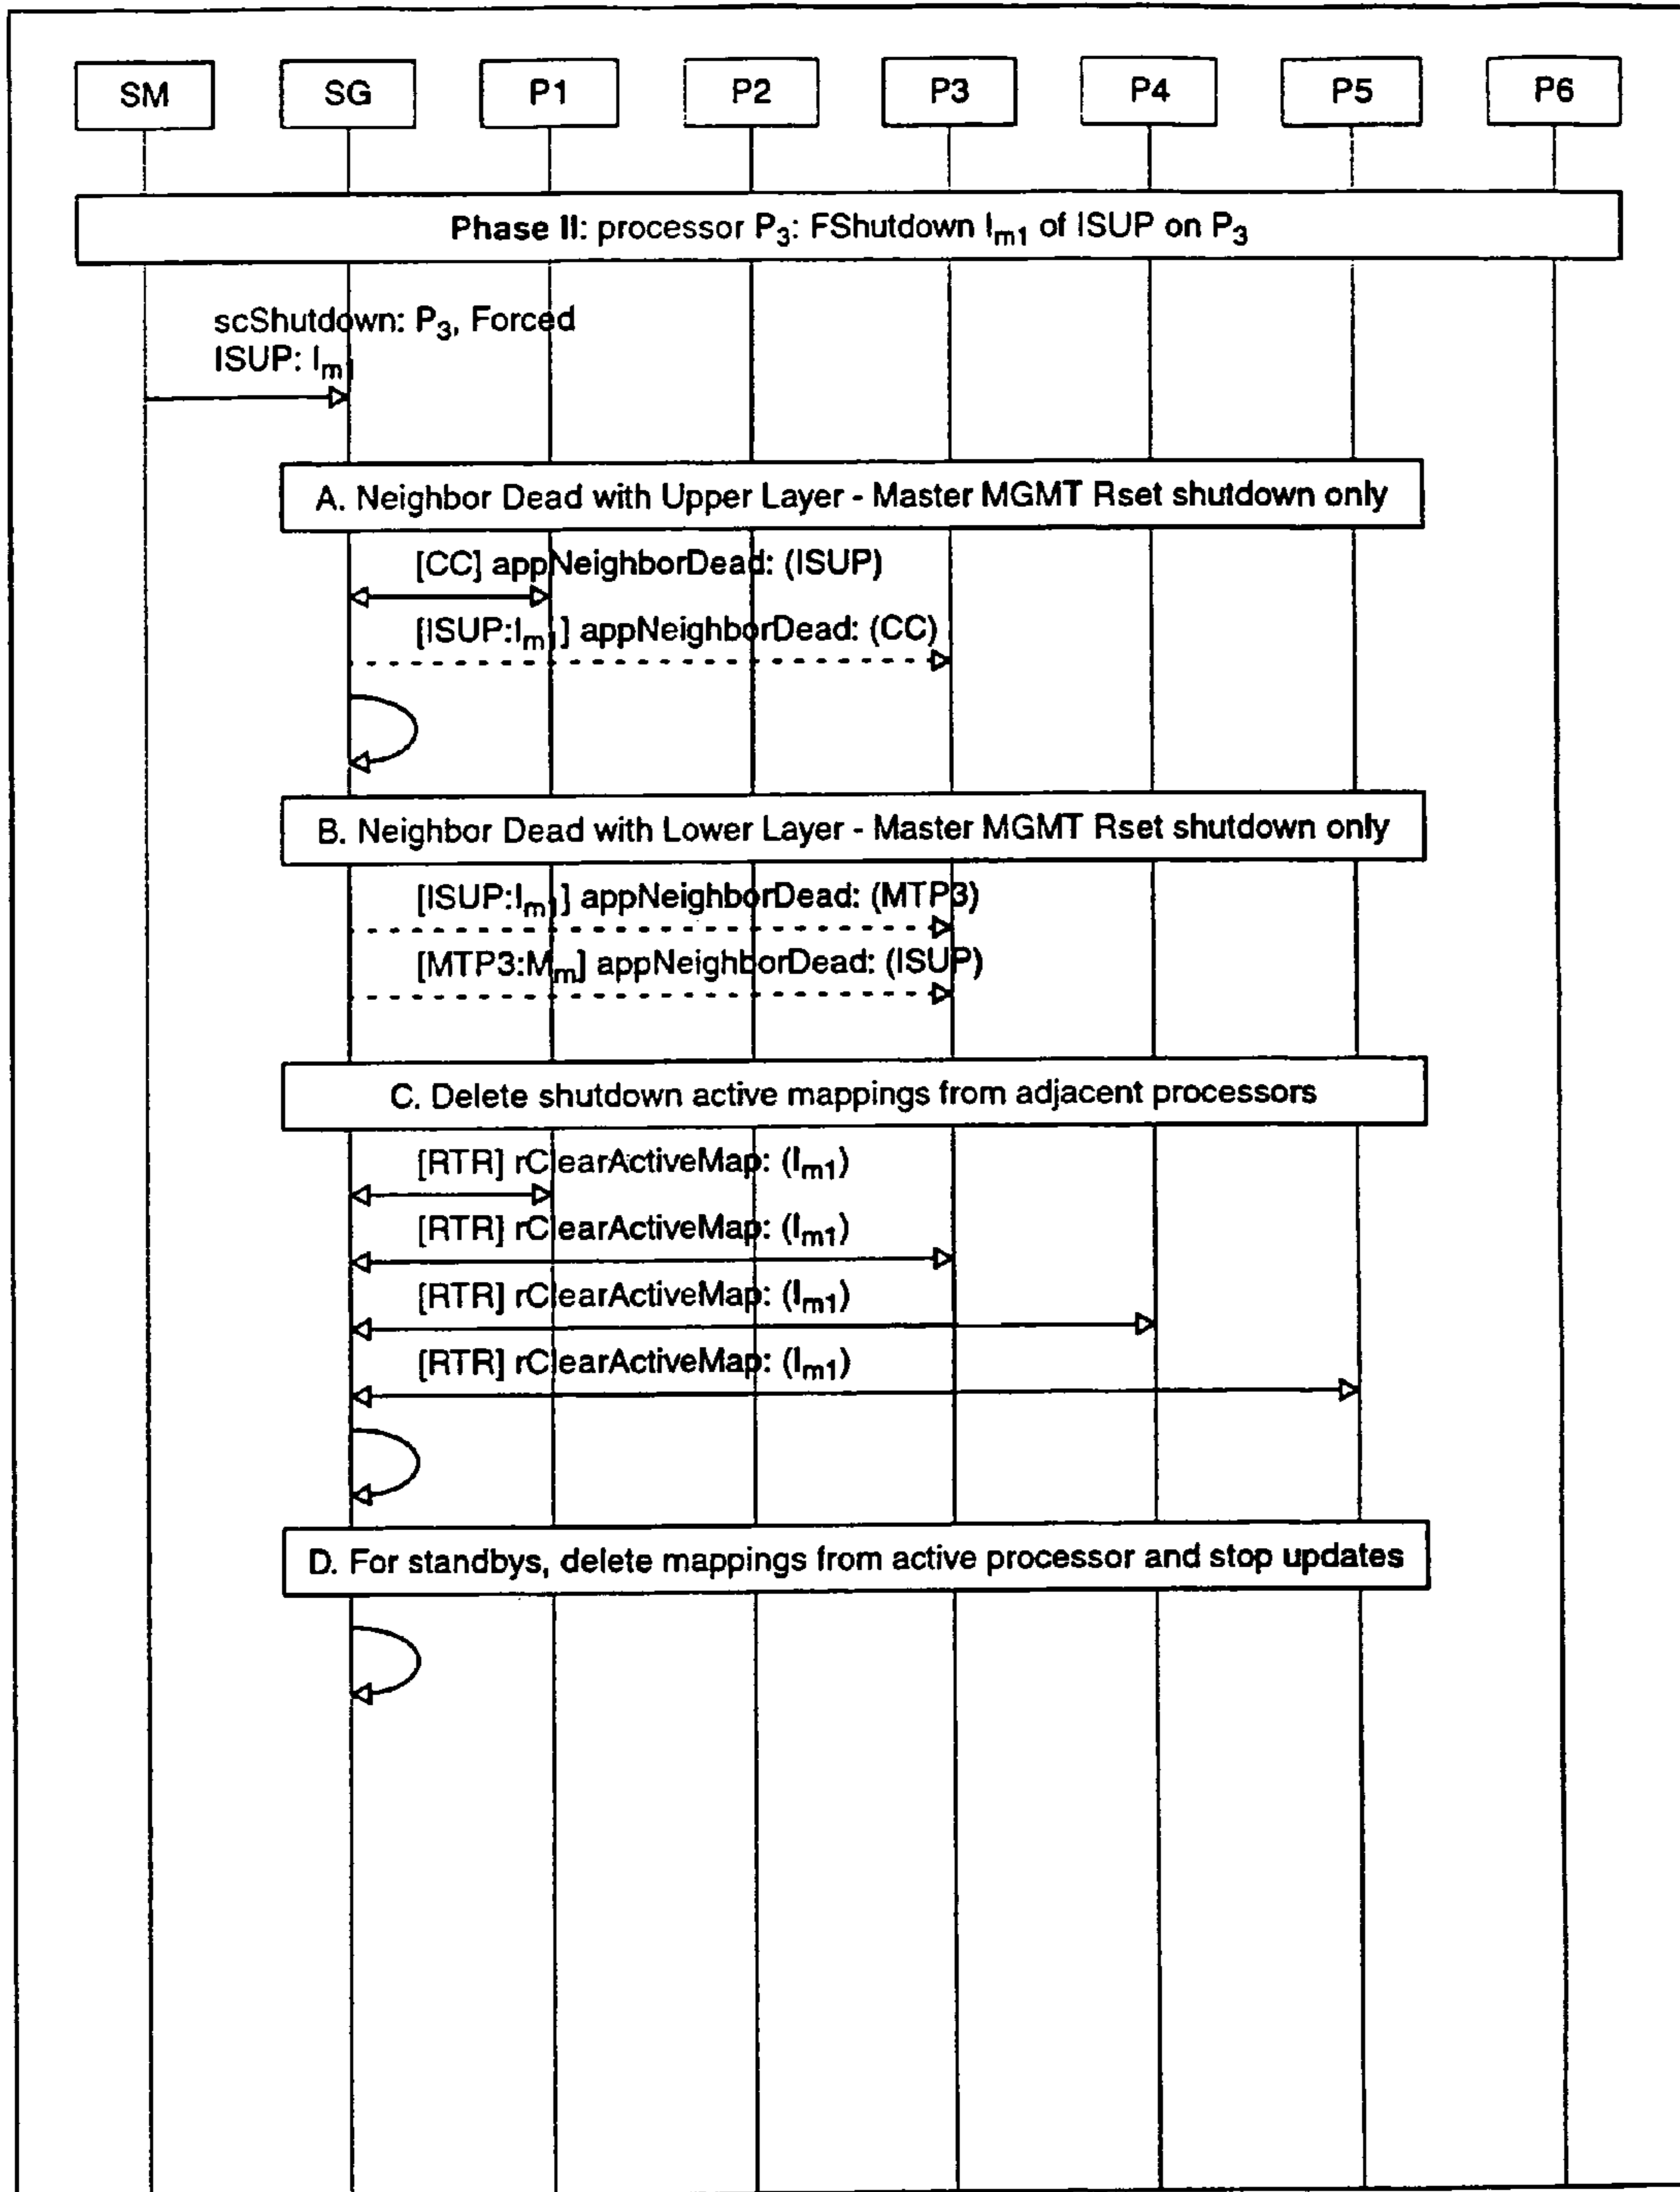 SM SG P1 P2 P3 P4 P5 P6
Phase II: processor P3: FShutdown Im1 of ISUP on P3
scShutdown: P3, Forced
ISUP: Im1
A. Neighbor Dead with Upper Layer - Master MGMT Rset shutdown only
[CC] appNeighborDead: (ISUP)
[ISUP:Im1] appNeighborDead: (CC)
B. Neighbor Dead with Lower Layer - Master MGMT Rset shutdown only
[ISUP:Im1] appNeighborDead: (MTP3)
[MTP3:Mm] appNeighborDead: (ISUP)
C. Delete shutdown active mappings from adjacent processors
[RTR] rClearActiveMap: (Im1)
[RTR] rClearActiveMap: (Im1)
[RTR] rClearActiveMap: (Im1)
[RTR] rClearActiveMap: (Im1)
D. For standbys, delete mappings from active processor and stop updates